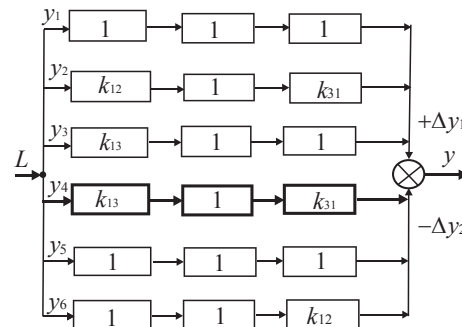 y1 1 1 1
y2 k12 1 k31
y3 k13 1 1 +Δy1
L y
y4 k13 1 k31
−Δy2
y5 1 1 1
y6 1 1 k12